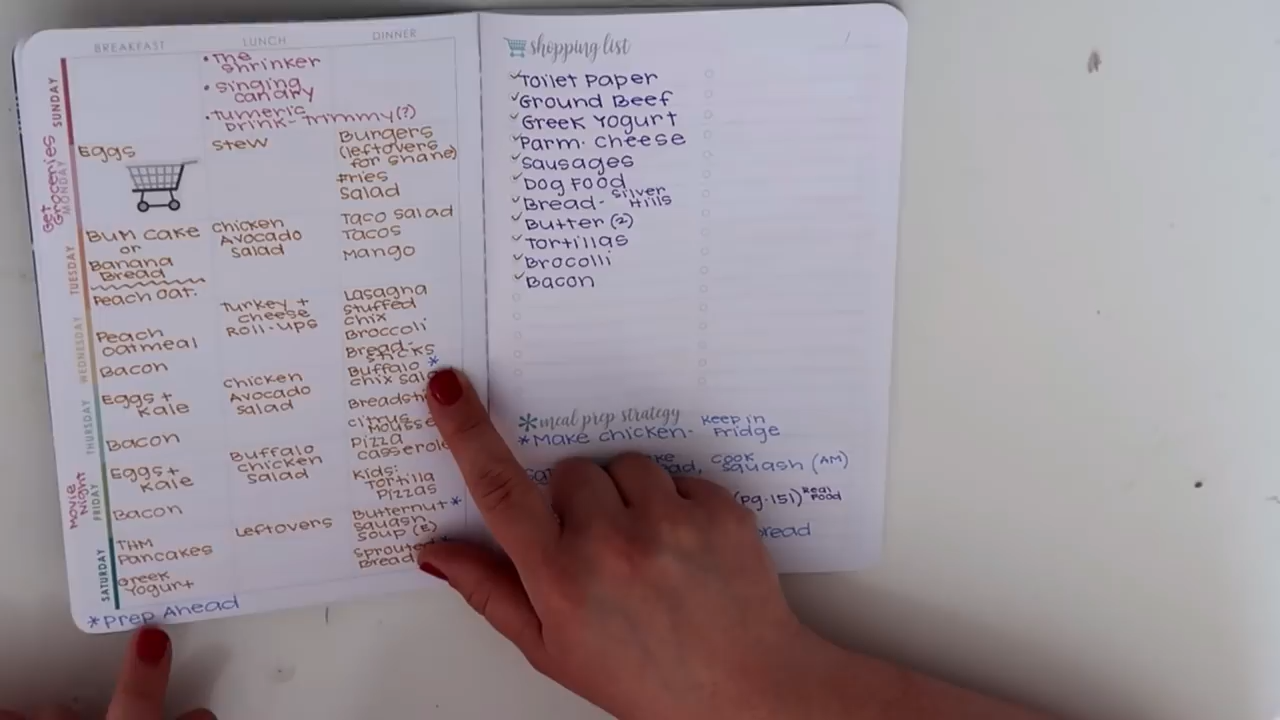 BREAKFAST
LUNCH
DINNER
SUNDAY
• The Shrinker
• Singing Canary
• Tumeric Drink- Trimmy(?)
Get Groceries
MONDAY
Eggs
Stew
Burgers
(leftovers
for Shane)
Fries
Salad
TUESDAY
Bum Cake
or
Banana
Bread
Peach Oat.
Chicken
Avocado
Salad
Taco Salad
Tacos
Mango
WEDNESDAY
Peach
Oatmeal
Bacon
Turkey +
Cheese
Roll-ups
Lasagna
Stuffed
Chix
Broccoli
Bread-
sticks
THURSDAY
Eggs +
Kale
Bacon
Chicken
Avocado
Salad
Buffalo *
Chix
Movie Night
FRIDAY
Eggs +
Kale
Bacon
Buffalo
Chicken
Salad
Pizza
Casserole
Kids:
Tortilla
Pizzas
SATURDAY
THM
Pancakes
Greek
Yogurt
Leftovers
Butternut *
Squash
Soup (E)
Sprouted
Bread
* Prep Ahead
shopping list
✓ Toilet Paper
✓ Ground Beef
✓ Greek Yogurt
✓ Parm. Cheese
✓ Sausages
✓ Dog Food
✓ Bread- Silver Hills
✓ Butter (2)
✓ Tortillas
✓ Brocolli
✓ Bacon
* meal prep strategy
* Make chicken- Keep in Fridge
Cook Squash (AM)
(pg.151) Real Food